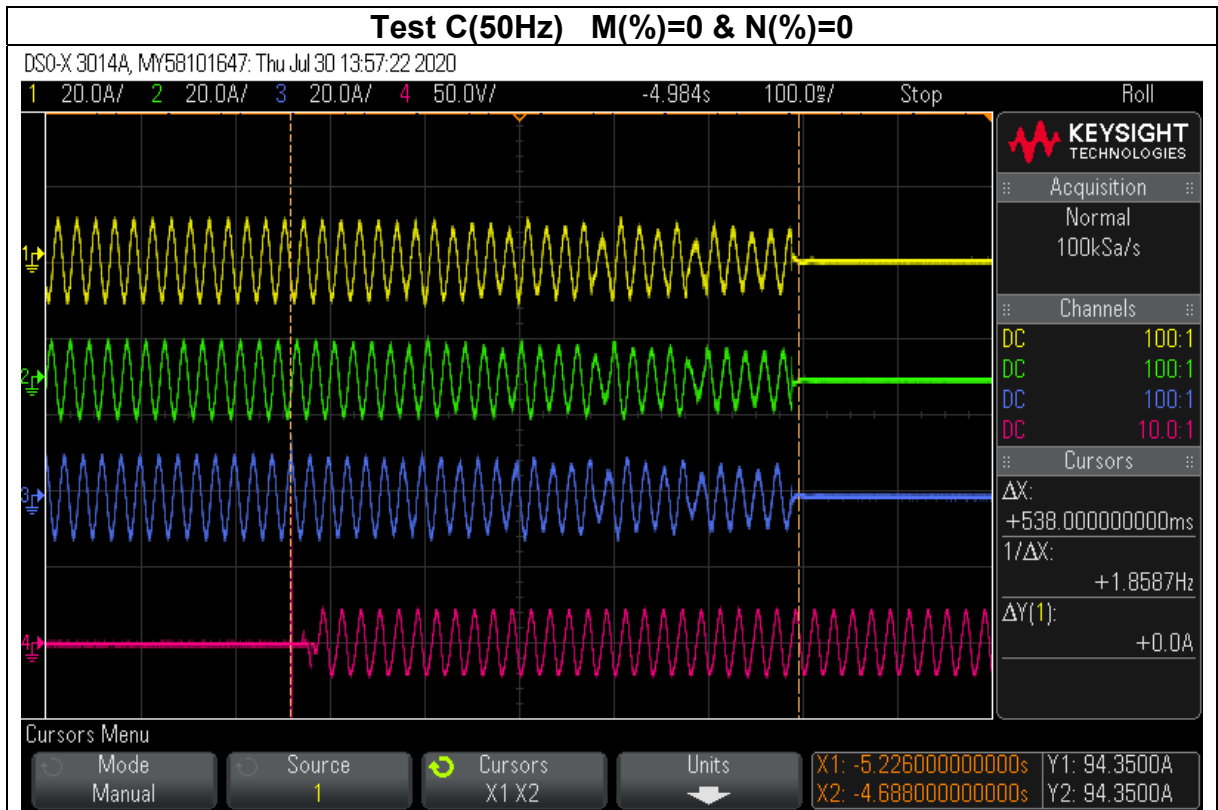 Test C(50Hz) M(%)=0 & N(%)=0
DSO-X 3014A, MY58101647: Thu Jul 30 13:57:22 2020
1 20.0A/ 2 20.0A/ 3 20.0A/ 4 50.0V/ -4.984s 100.0ms/ Stop Roll
KEYSIGHT
TECHNOLOGIES
Acquisition
Normal
100kSa/s
Channels
DC 100:1
DC 100:1
DC 100:1
DC 10.0:1
Cursors
ΔX:
+538.000000000ms
1/ΔX:
+1.8587Hz
ΔY(1):
+0.0A
1
2
3
4
Cursors Menu
Mode
Manual
Source
1
Cursors
X1 X2
Units
X1: -5.226000000000s Y1: 94.3500A
X2: -4.688000000000s Y2: 94.3500A